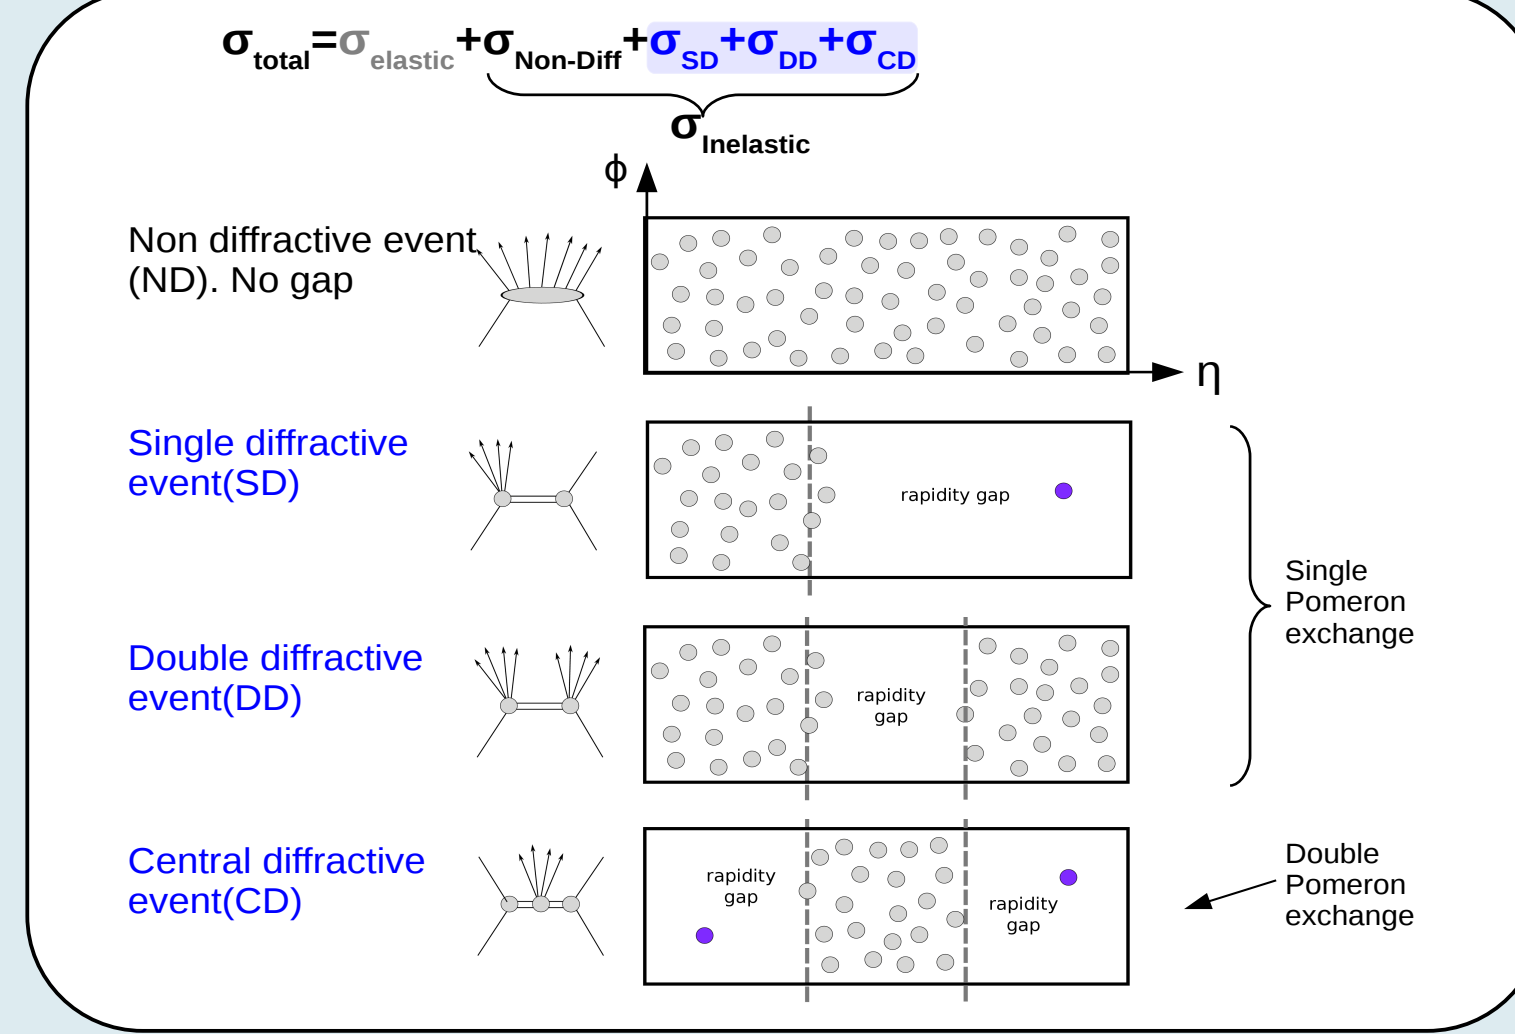 σtotal=σelastic+σNon-Diff+σSD+σDD+σCD
σInelastic
ϕ
Non diffractive event
(ND). No gap
η
Single diffractive
event(SD)
rapidity gap
Single
Pomeron
exchange
Double diffractive
event(DD)
rapidity
gap
Central diffractive
event(CD)
rapidity
gap
rapidity
gap
Double
Pomeron
exchange